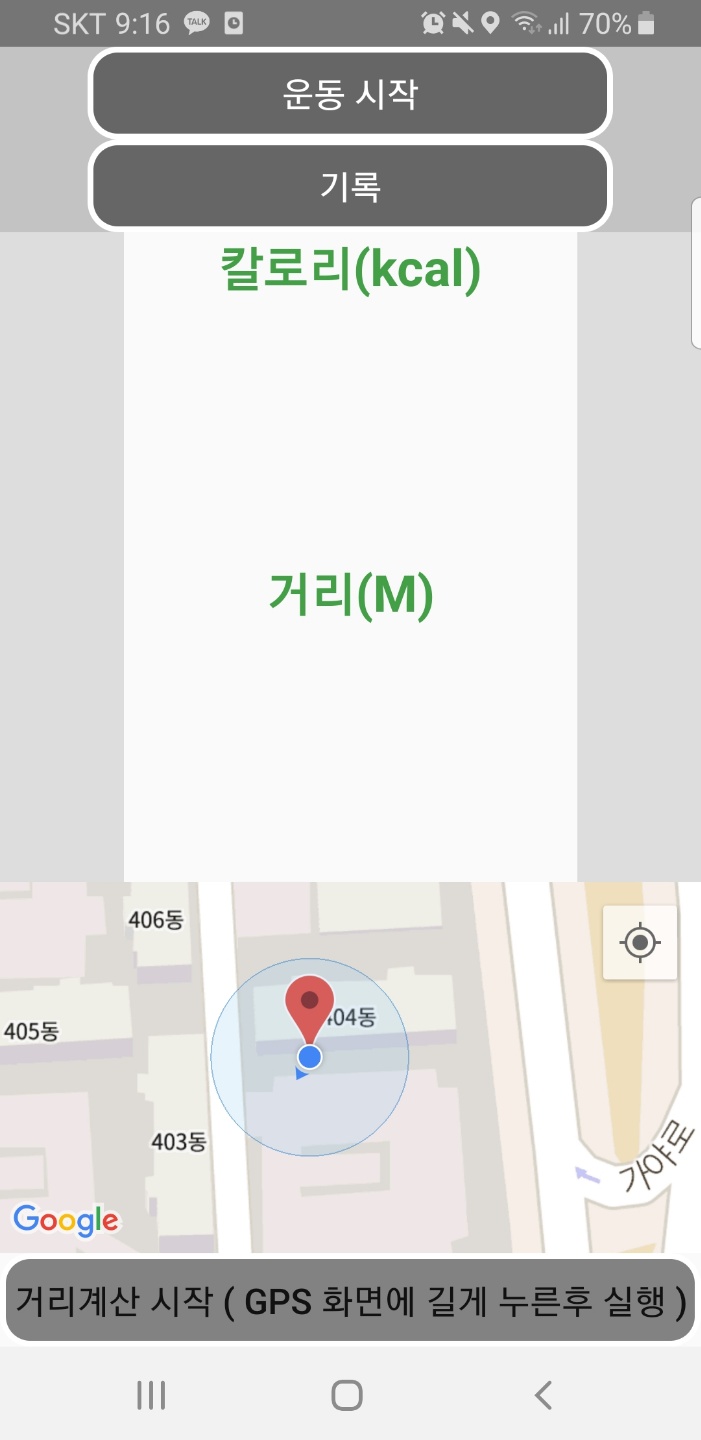 SKT 9:16 TALK 70%
운동 시작
기록
칼로리(kcal)
거리(M)
406동
404동
405동
403동
가야로
Google
거리계산 시작 ( GPS 화면에 길게 누른후 실행 )